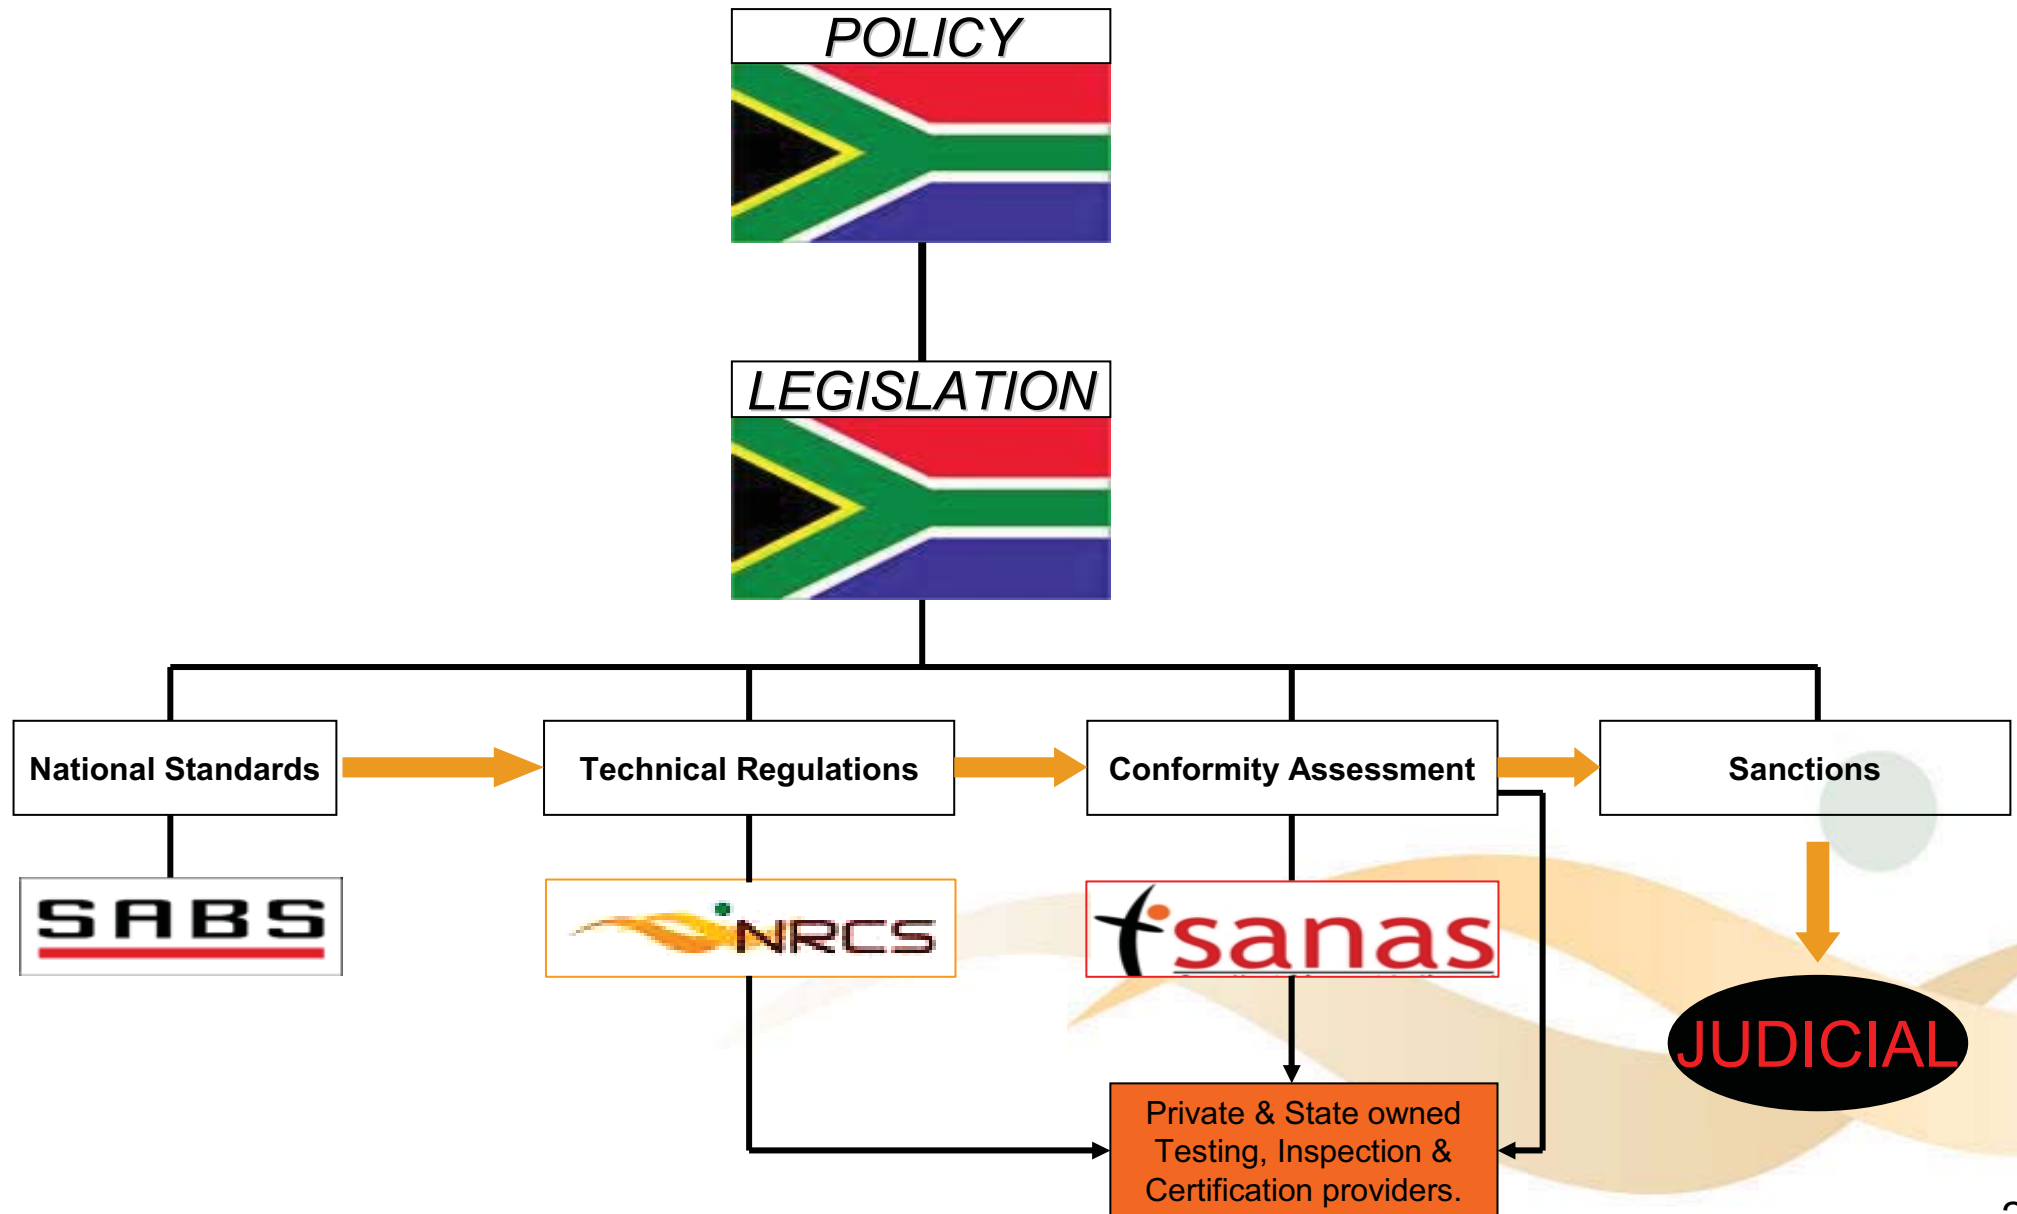 POLICY
LEGISLATION
National Standards
Technical Regulations
Conformity Assessment
Sanctions
SABS
NRCS
sanas
JUDICIAL
Private & State owned
Testing, Inspection &
Certification providers.